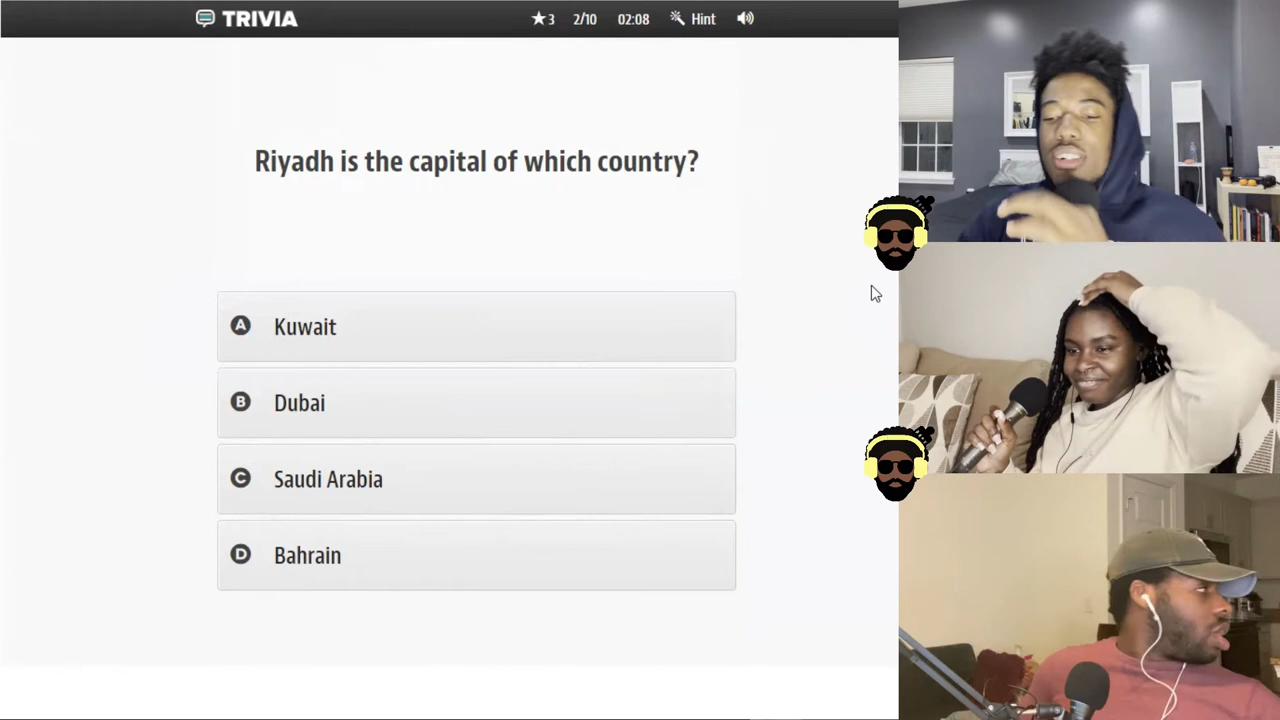 TRIVIA
★3 2/10 02:08 Hint
Riyadh is the capital of which country?
A Kuwait
B Dubai
C Saudi Arabia
D Bahrain